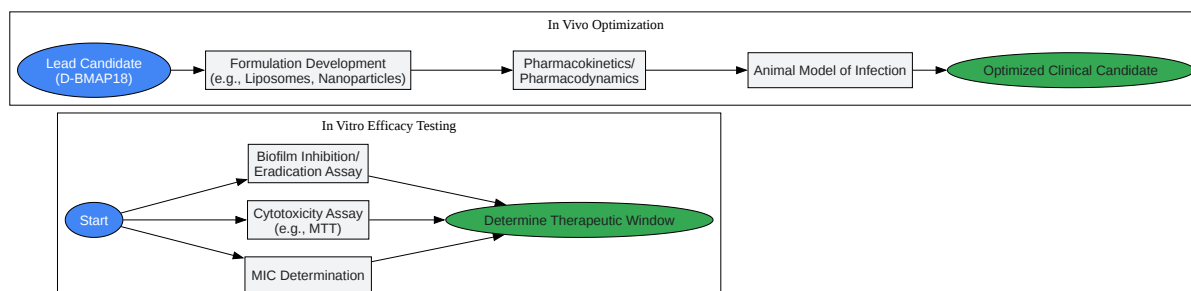 In Vivo Optimization
Lead Candidate
(D-BMAP18)
Formulation Development
(e.g., Liposomes, Nanoparticles)
Pharmacokinetics/
Pharmacodynamics
Animal Model of Infection
Optimized Clinical Candidate
In Vitro Efficacy Testing
Start
Biofilm Inhibition/
Eradication Assay
Cytotoxicity Assay
(e.g., MTT)
MIC Determination
Determine Therapeutic Window